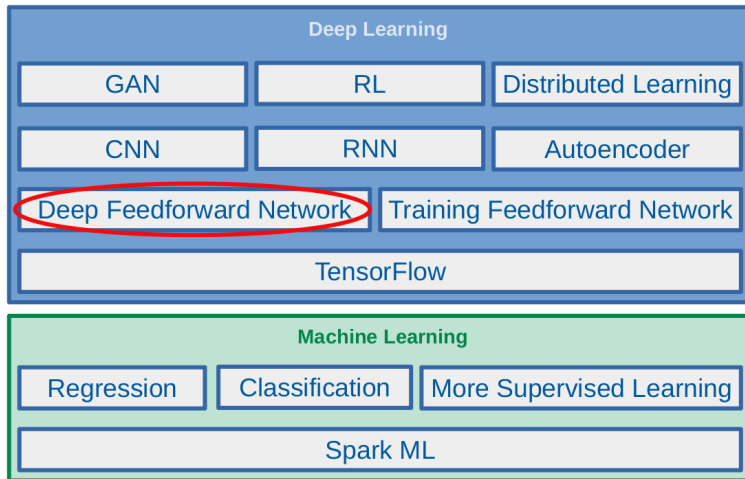 Deep Learning
GAN
RL
Distributed Learning
CNN
RNN
Autoencoder
Deep Feedforward Network
Training Feedforward Network
TensorFlow
Machine Learning
Regression
Classification
More Supervised Learning
Spark ML